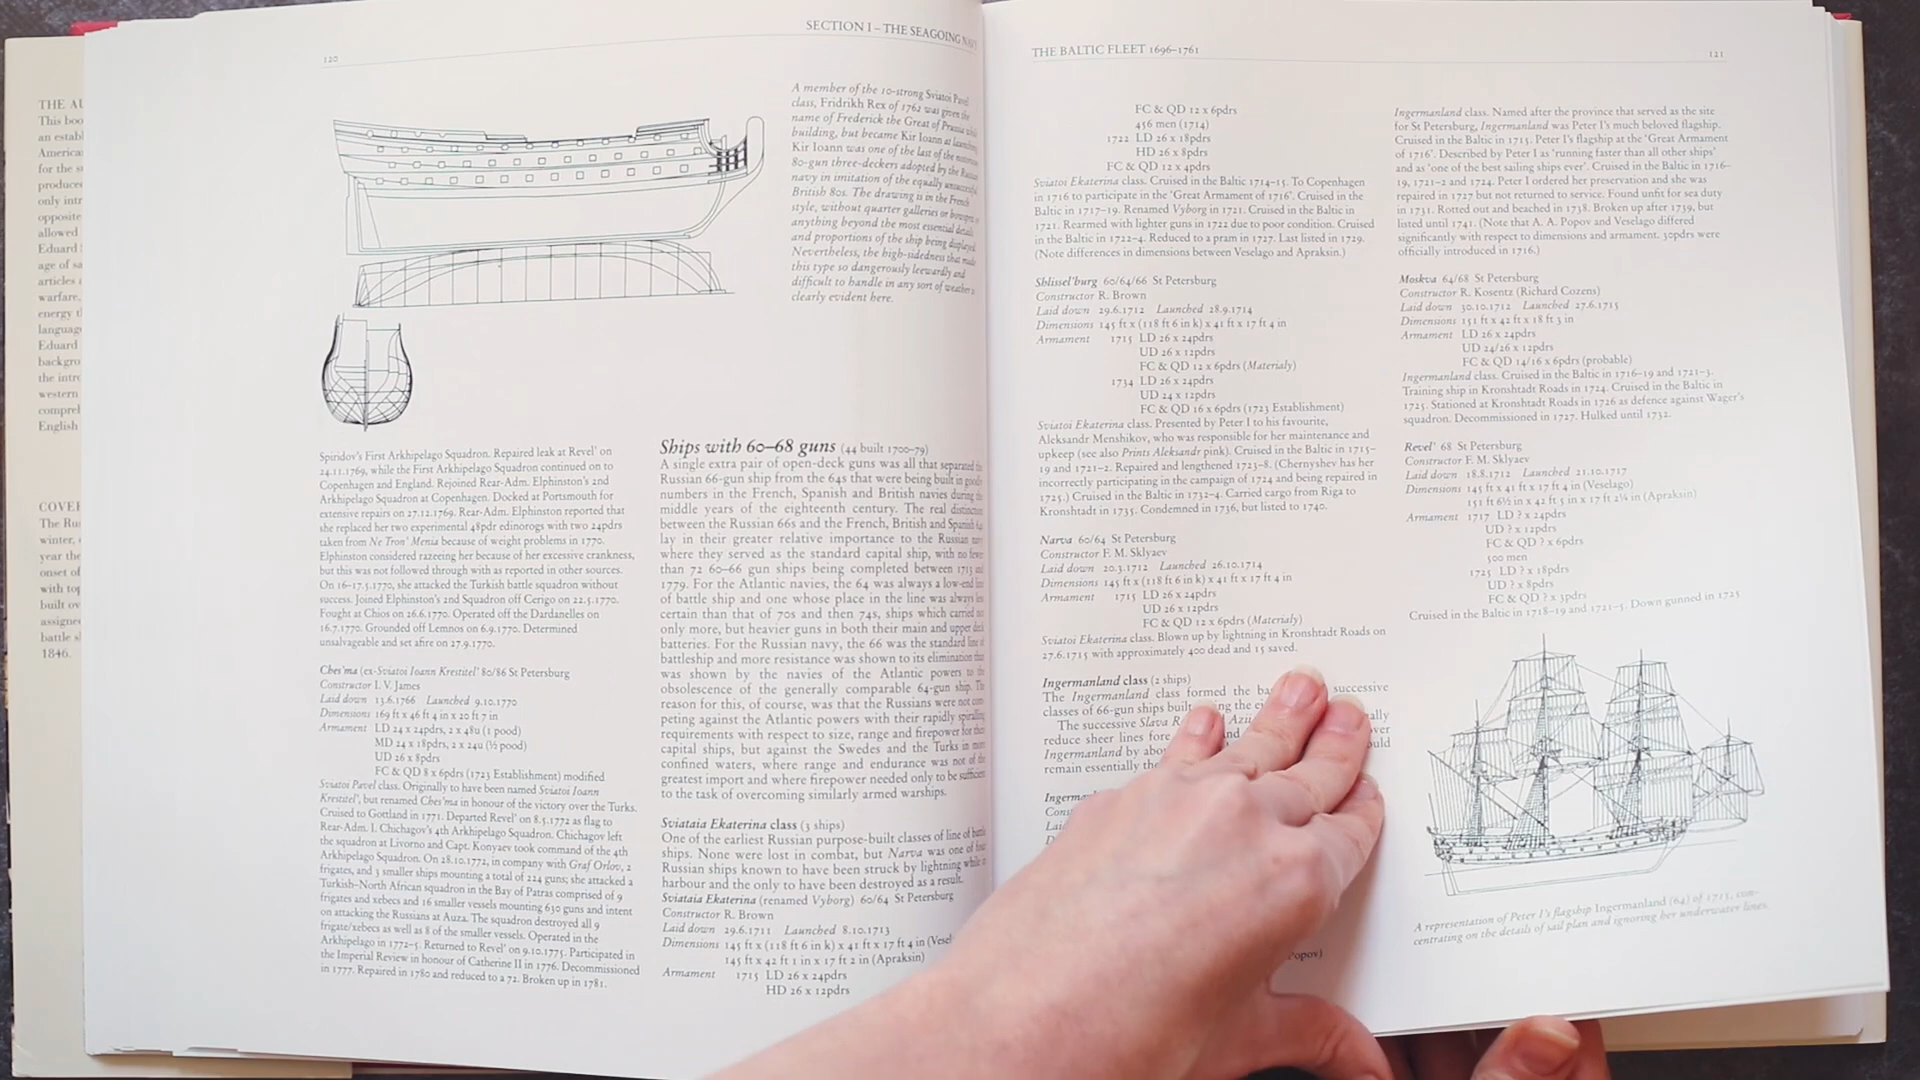 THE AU
This boo
an estab
America
for the s
produce
only intr
opposite
allowed
Eduard
age of sa
articles a
warfare,
energy t
languag
Eduard
backgro
the intro
western
compreh
English
COVER
The Ru
winter,
year the
onset of
with top
built ov
assigne
battle s
1846.
120
SECTION I – THE SEAGOING NAVY
A member of the 10-strong Sviatoi Pavel
class, Fridrikh Rex of 1762 was given the
name of Frederick the Great of Prussia while
building, but became Kir Ioann at launching.
Kir Ioann was one of the last of the notorious
80-gun three-deckers adopted by the Russian
navy in imitation of the equally unsuccessful
British 80s. The drawing is in the French
style, without quarter galleries or bowsprit or
anything beyond the most essential details
and proportions of the ship being displayed.
Nevertheless, the high-sidedness that made
this type so dangerously leewardly and
difficult to handle in any sort of weather is
clearly evident here.
Spiridov's First Arkhipelago Squadron. Repaired leak at Revel' on
24.11.1769, while the First Arkhipelago Squadron continued on to
Copenhagen and England. Rejoined Rear-Adm. Elphinston's 2nd
Arkhipelago Squadron at Copenhagen. Docked at Portsmouth for
extensive repairs on 27.12.1769. Rear-Adm. Elphinston reported that
she replaced her two experimental 48pdr edinorogs with two 24pdrs
taken from Ne Tron' Menia because of weight problems in 1770.
Elphinston considered razeeing her because of her excessive crankness,
but this was not followed through with as reported in other sources.
On 16–17.5.1770, she attacked the Turkish battle squadron without
success. Joined Elphinston's 2nd Squadron off Cerigo on 22.5.1770.
Fought at Chios on 26.6.1770. Operated off the Dardanelles on
16.7.1770. Grounded off Lemnos on 6.9.1770. Determined
unsalvageable and set afire on 27.9.1770.
Ches'ma (ex-Sviatoi Ioann Krestitel' 80/86 St Petersburg
Constructor I. V. James
Laid down 13.6.1766 Launched 9.10.1770
Dimensions 169 ft x 46 ft 4 in x 20 ft 7 in
Armament LD 24 x 24pdrs, 2 x 48u (1 pood)
MD 24 x 18pdrs, 2 x 24u (½ pood)
UD 26 x 8pdrs
FC & QD 8 x 6pdrs (1723 Establishment) modified
Sviatoi Pavel class. Originally to have been named Sviatoi Ioann
Krestitel', but renamed Ches'ma in honour of the victory over the Turks.
Cruised to Gottland in 1771. Departed Revel' on 8.5.1772 as flag to
Rear-Adm. I. Chichagov's 4th Arkhipelago Squadron. Chichagov left
the squadron at Livorno and Capt. Konyaev took command of the 4th
Arkhipelago Squadron. On 28.10.1772, in company with Graf Orlov, 2
frigates, and 3 smaller ships mounting a total of 224 guns; she attacked a
Turkish–North African squadron in the Bay of Patras comprised of 9
frigates and xebecs and 16 smaller vessels mounting 630 guns and intent
on attacking the Russians at Auza. The squadron destroyed all 9
frigate/xebecs as well as 8 of the smaller vessels. Operated in the
Arkhipelago in 1772–5. Returned to Revel' on 9.10.1775. Participated in
the Imperial Review in honour of Catherine II in 1776. Decommissioned
in 1777. Repaired in 1780 and reduced to a 72. Broken up in 1781.
Ships with 60–68 guns (44 built 1700–79)
A single extra pair of open-deck guns was all that separated the
Russian 66-gun ship from the 64s that were being built in goodly
numbers in the French, Spanish and British navies during the
middle years of the eighteenth century. The real distinction
between the Russian 66s and the French, British and Spanish 64s
lay in their greater relative importance to the Russian navy
where they served as the standard capital ship, with no fewer
than 72 60–66 gun ships being completed between 1713 and
1779. For the Atlantic navies, the 64 was always a low-end line
of battle ship and one whose place in the line was always less
certain than that of 70s and then 74s, ships which carried not
only more, but heavier guns in both their main and upper deck
batteries. For the Russian navy, the 66 was the standard line of
battleship and more resistance was shown to its elimination than
was shown by the navies of the Atlantic powers to the
obsolescence of the generally comparable 64-gun ship. The
reason for this, of course, was that the Russians were not com-
peting against the Atlantic powers with their rapidly spiralling
requirements with respect to size, range and firepower for their
capital ships, but against the Swedes and the Turks in more
confined waters, where range and endurance was not of the
greatest import and where firepower needed only to be sufficient
to the task of overcoming similarly armed warships.
Sviataia Ekaterina class (3 ships)
One of the earliest Russian purpose-built classes of line of battle
ships. None were lost in combat, but Narva was one of four
Russian ships known to have been struck by lightning while in
harbour and the only to have been destroyed as a result.
Sviataia Ekaterina (renamed Vyborg) 60/64 St Petersburg
Constructor R. Brown
Laid down 29.6.1711 Launched 8.10.1713
Dimensions 145 ft x (118 ft 6 in k) x 41 ft x 17 ft 4 in (Vesel
145 ft x 42 ft 1 in x 17 ft 2 in (Apraksin)
Armament 1715 LD 26 x 24pdrs
HD 26 x 12pdrs
THE BALTIC FLEET 1696–1761
121
FC & QD 12 x 6pdrs
456 men (1714)
1722 LD 26 x 18pdrs
HD 26 x 8pdrs
FC & QD 12 x 4pdrs
Sviatoi Ekaterina class. Cruised in the Baltic 1714–15. To Copenhagen
in 1716 to participate in the 'Great Armament of 1716'. Cruised in the
Baltic in 1717–19. Renamed Vyborg in 1721. Cruised in the Baltic in
1721. Rearmed with lighter guns in 1722 due to poor condition. Cruised
in the Baltic in 1722–4. Reduced to a pram in 1727. Last listed in 1729.
(Note differences in dimensions between Veselago and Apraksin.)
Shlissel'burg 60/64/66 St Petersburg
Constructor R. Brown
Laid down 29.6.1712 Launched 28.9.1714
Dimensions 145 ft x (118 ft 6 in k) x 41 ft x 17 ft 4 in
Armament 1715 LD 26 x 24pdrs
UD 26 x 12pdrs
FC & QD 12 x 6pdrs (Materialy)
1734 LD 26 x 24pdrs
UD 24 x 12pdrs
FC & QD 16 x 6pdrs (1723 Establishment)
Sviatoi Ekaterina class. Presented by Peter I to his favourite,
Aleksandr Menshikov, who was responsible for her maintenance and
upkeep (see also Prints Aleksandr pink). Cruised in the Baltic in 1715–
19 and 1721–2. Repaired and lengthened 1723–8. (Chernyshev has her
incorrectly participating in the campaign of 1724 and being repaired in
1725.) Cruised in the Baltic in 1732–4. Carried cargo from Riga to
Kronshtadt in 1735. Condemned in 1736, but listed to 1740.
Narva 60/64 St Petersburg
Constructor F. M. Sklyaev
Laid down 20.3.1712 Launched 26.10.1714
Dimensions 145 ft x (118 ft 6 in k) x 41 ft x 17 ft 4 in
Armament 1715 LD 26 x 24pdrs
UD 26 x 12pdrs
FC & QD 12 x 6pdrs (Materialy)
Sviatoi Ekaterina class. Blown up by lightning in Kronshtadt Roads on
27.6.1715 with approximately 400 dead and 15 saved.
Ingermanland class (2 ships)
The Ingermanland class formed the ba successive
classes of 66-gun ships built ing the ei
The successive Slava R nd Azi ally
reduce sheer lines fore and over
Ingermanland by abov ould
remain essentially the
Ingerma
Cons
Lai
D
Popov)
Ingermanland class. Named after the province that served as the site
for St Petersburg, Ingermanland was Peter I's much beloved flagship.
Cruised in the Baltic in 1715. Peter I's flagship at the 'Great Armament
of 1716'. Described by Peter I as 'running faster than all other ships'
and as 'one of the best sailing ships ever'. Cruised in the Baltic in 1716–
19, 1721–2 and 1724. Peter I ordered her preservation and she was
repaired in 1727 but not returned to service. Found unfit for sea duty
in 1731. Rotted out and beached in 1738. Broken up after 1739, but
listed until 1741. (Note that A. A. Popov and Veselago differed
significantly with respect to dimensions and armament. 30pdrs were
officially introduced in 1716.)
Moskva 64/68 St Petersburg
Constructor R. Kosentz (Richard Cozens)
Laid down 30.10.1712 Launched 27.6.1715
Dimensions 151 ft x 42 ft x 18 ft 3 in
Armament LD 26 x 24pdrs
UD 24/26 x 12pdrs
FC & QD 14/16 x 6pdrs (probable)
Ingermanland class. Cruised in the Baltic in 1716–19 and 1721–3.
Training ship in Kronshtadt Roads in 1724. Cruised in the Baltic in
1725. Stationed at Kronshtadt Roads in 1726 as defence against Wager's
squadron. Decommissioned in 1727. Hulked until 1732.
Revel' 68 St Petersburg
Constructor F. M. Sklyaev
Laid down 18.8.1712 Launched 21.10.1717
Dimensions 145 ft x 41 ft x 17 ft 4 in (Veselago)
151 ft 6½ in x 42 ft 5 in x 17 ft 2¼ in (Apraksin)
Armament 1717 LD ? x 24pdrs
UD ? x 12pdrs
FC & QD ? x 6pdrs
500 men
1725 LD ? x 18pdrs
UD ? x 8pdrs
FC & QD ? x 3pdrs
Cruised in the Baltic in 1718–19 and 1721–5. Down gunned in 1725
A representation of Peter I's flagship Ingermanland (64) of 1715, con-
centrating on the details of sail plan and ignoring her underwater lines.